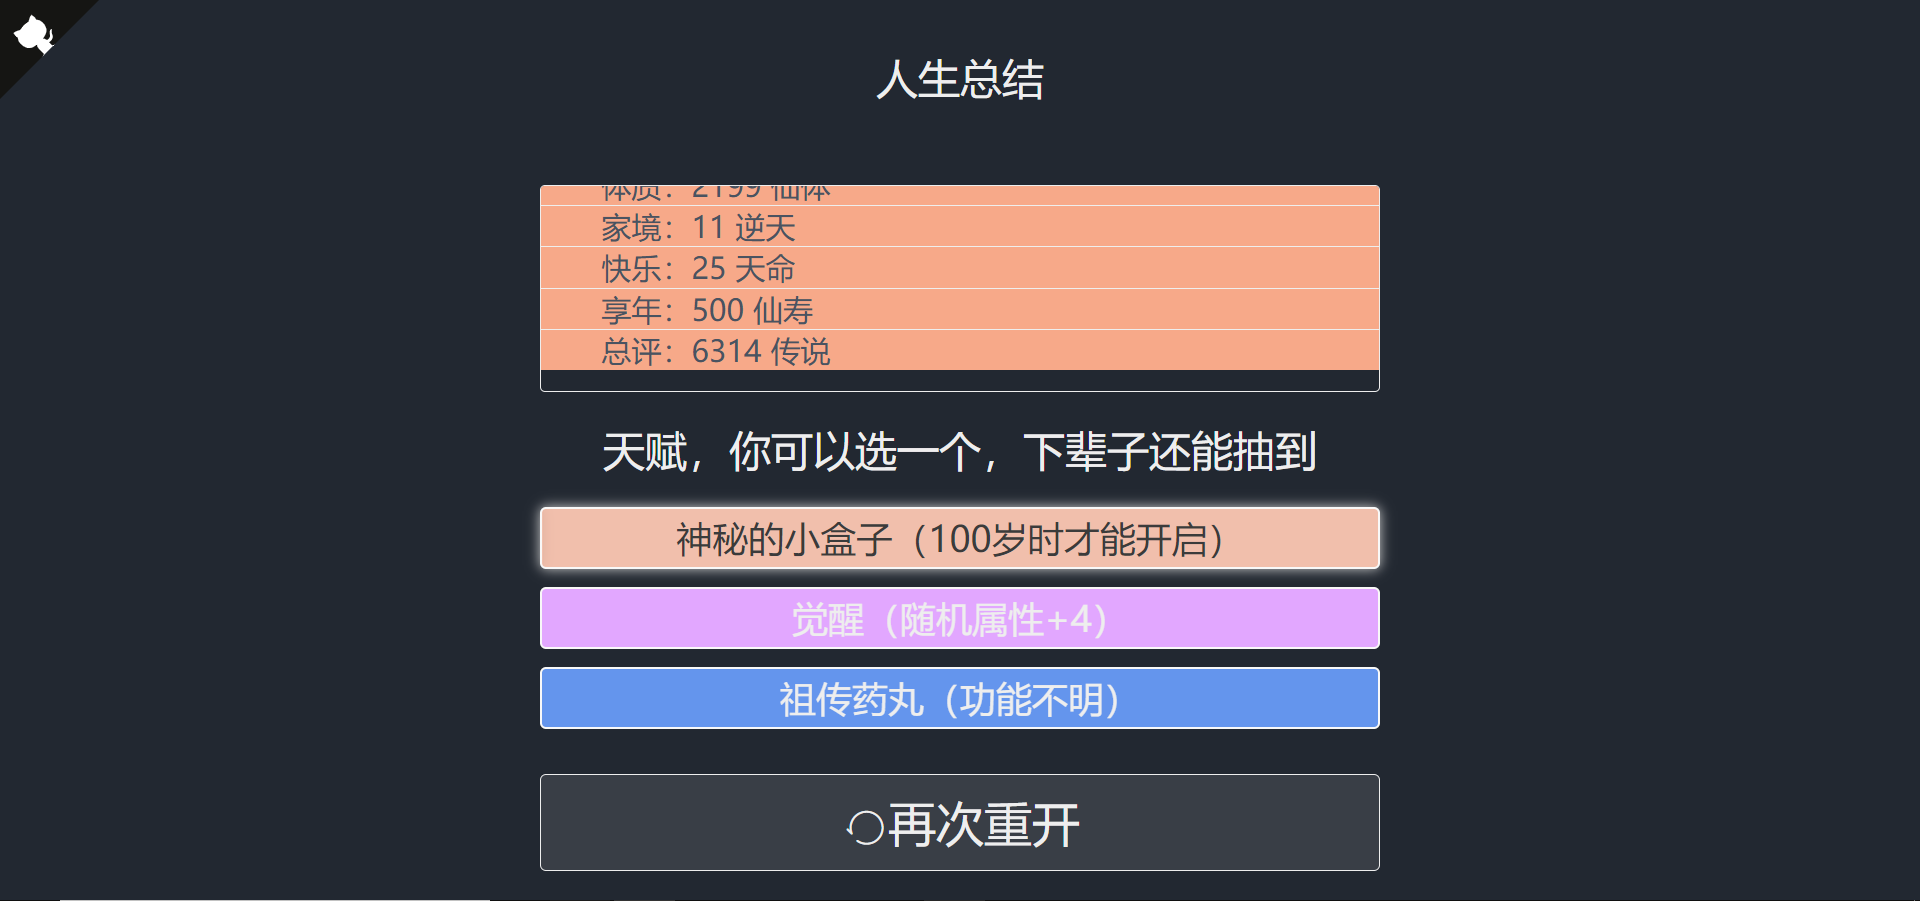 人生总结
体质：2199 仙体
家境：11 逆天
快乐：25 天命
享年：500 仙寿
总评：6314 传说
天赋，你可以选一个，下辈子还能抽到
神秘的小盒子（100岁时才能开启）
觉醒（随机属性+4）
祖传药丸（功能不明）
再次重开